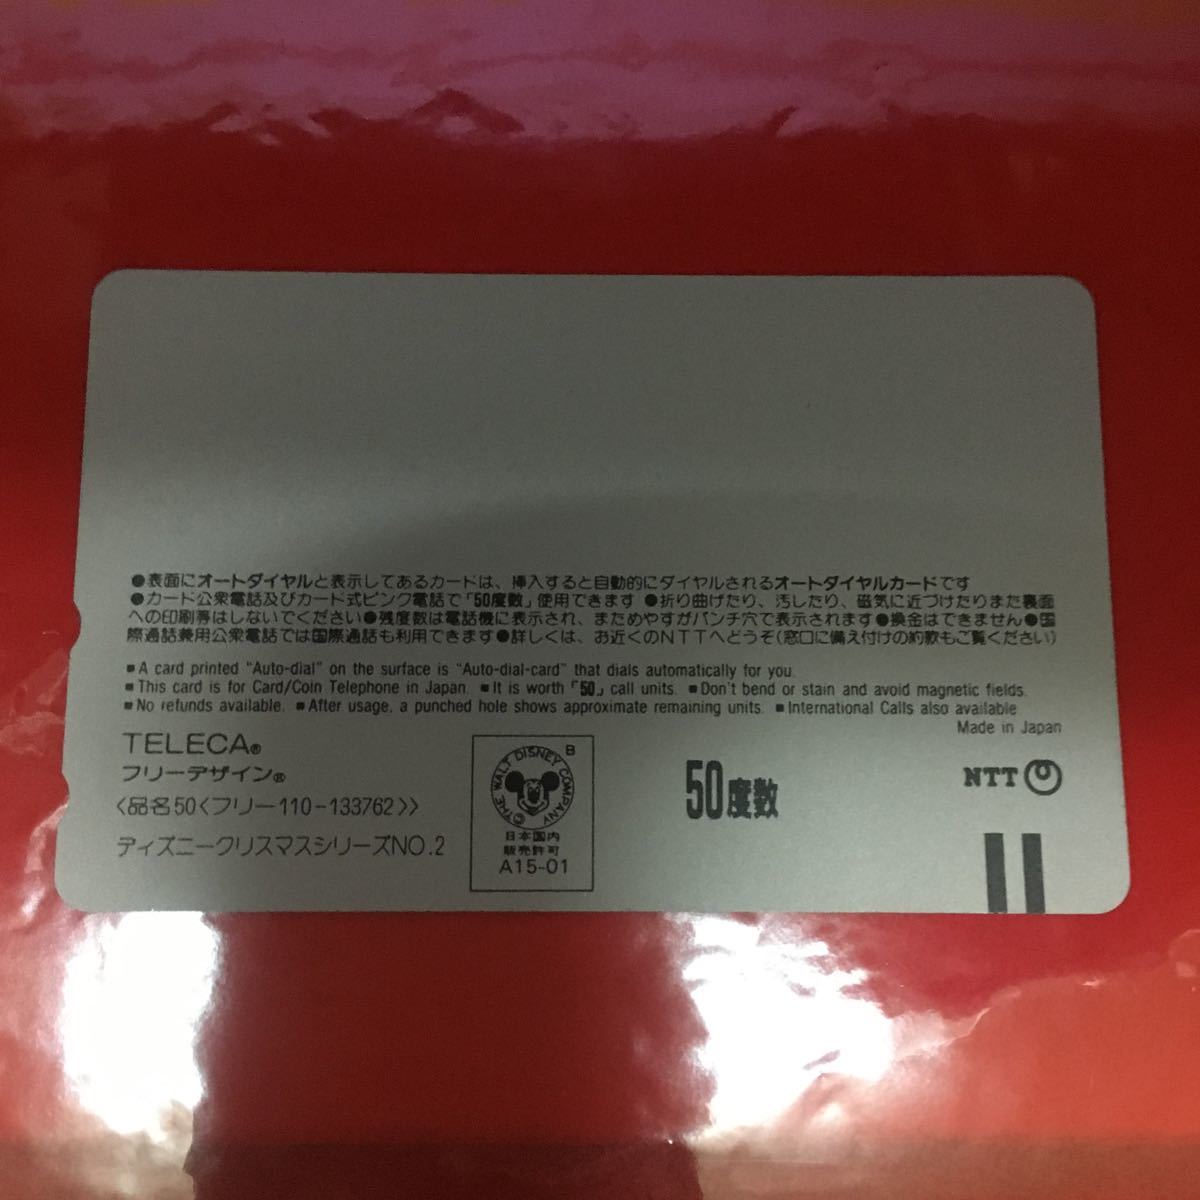 ●表面にオートダイヤルと表示してあるカードは、挿入すると自動的にダイヤルされるオートダイヤルカードです
●カード公衆電話及びカード式ピンク電話で「50度数」使用できます ●折り曲げたり、汚したり、磁気に近づけたりまた表面
への印刷等はしないでください●残度数は電話機に表示され、まためやすがパンチ穴で表示されます●換金はできません●国
際通話兼用公衆電話では国際通話も利用できます●詳しくは、お近くのNTTへどうぞ(窓口に備え付けの約款もご覧ください)
■A card printed "Auto-dial" on the surface is "Auto-dial-card" that dials automatically for you.
■This card is for Card/Coin Telephone in Japan. ■It is worth「50」call units. ■Don't bend or stain and avoid magnetic fields.
■No refunds available. ■After usage, a punched hole shows approximate remaining units. ■International Calls also available
Made in Japan
TELECA®
フリーデザイン®
〈品名50〈フリー110-133762〉〉
ディズニークリスマスシリーズNO.2
B
©THE WALT DISNEY COMPANY
日本国内
販売許可
A15-01
50度数
NTT